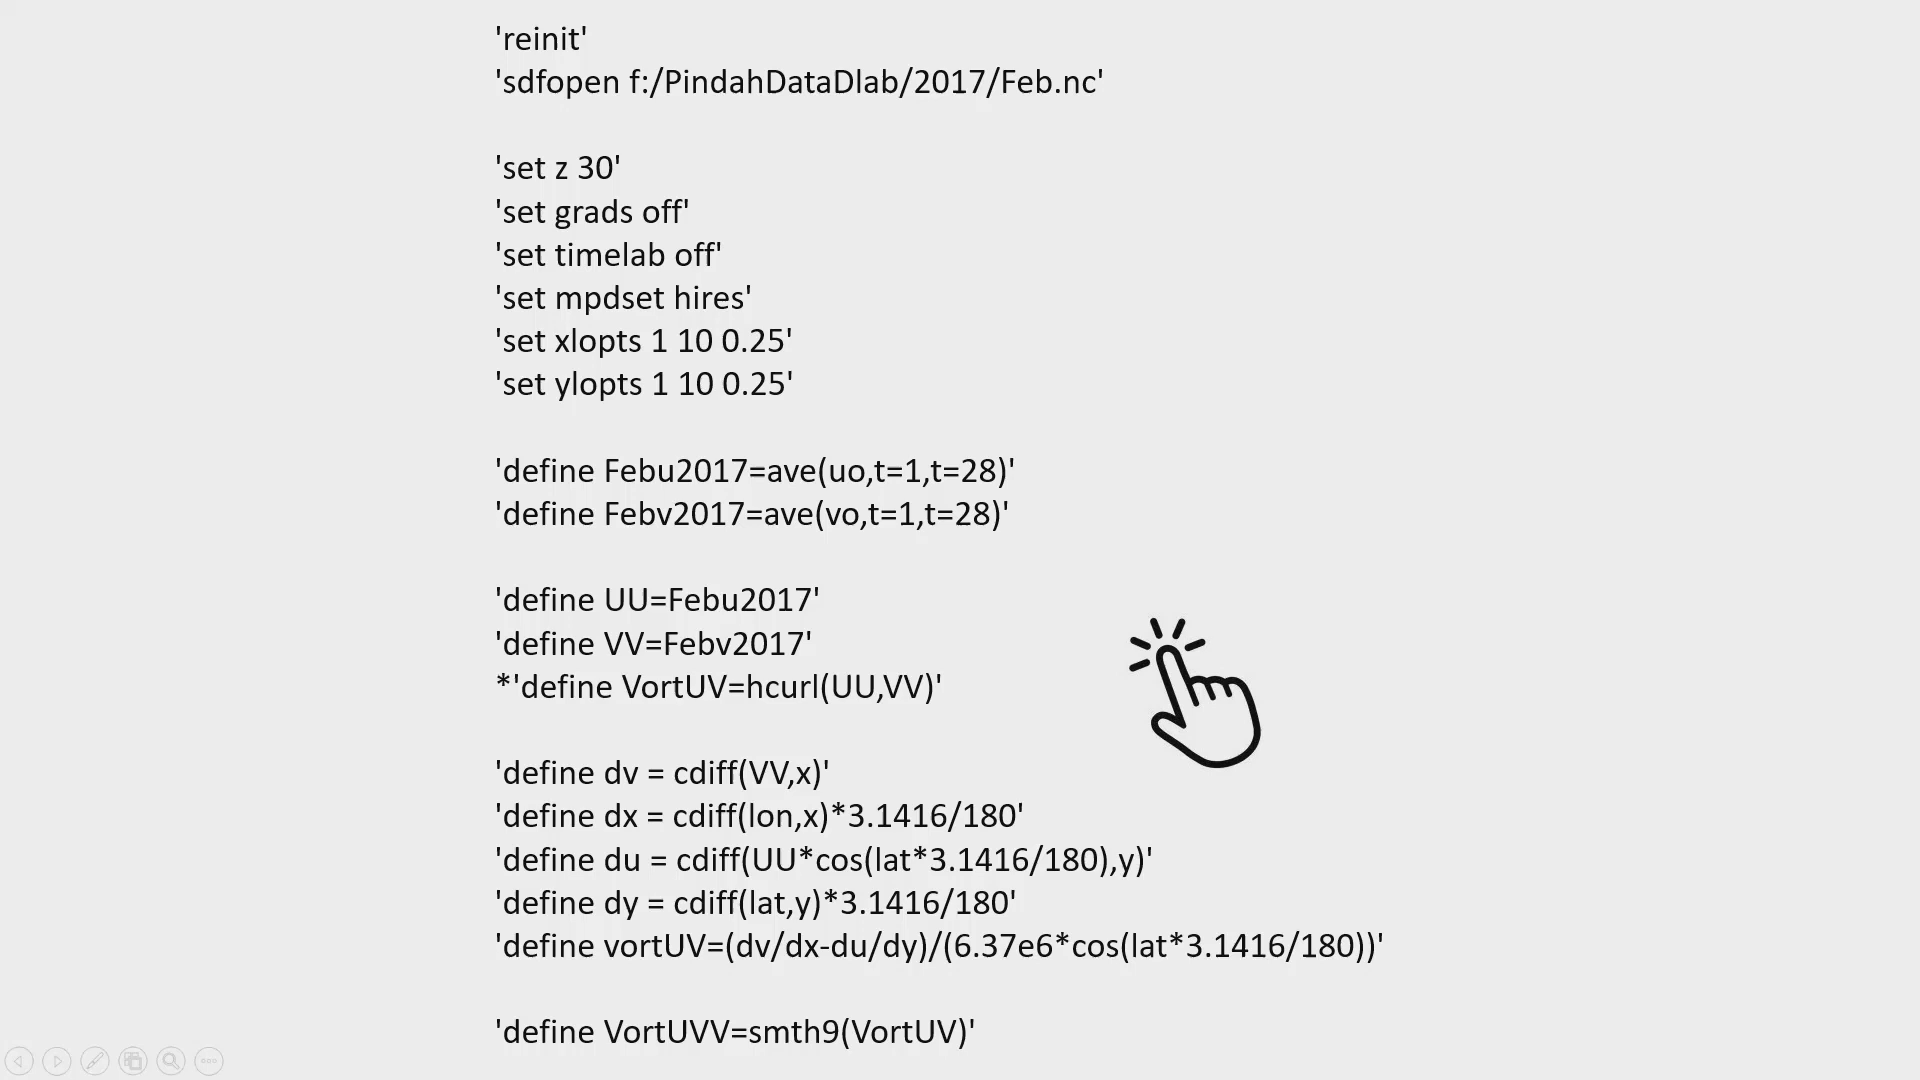 'reinit'
'sdfopen f:/PindahDataDlab/2017/Feb.nc'
'set z 30'
'set grads off'
'set timelab off'
'set mpdset hires'
'set xlopts 1 10 0.25'
'set ylopts 1 10 0.25'
'define Febu2017=ave(uo,t=1,t=28)'
'define Febv2017=ave(vo,t=1,t=28)'
'define UU=Febu2017'
'define VV=Febv2017'
*'define VortUV=hcurl(UU,VV)'
'define dv = cdiff(VV,x)'
'define dx = cdiff(lon,x)*3.1416/180'
'define du = cdiff(UU*cos(lat*3.1416/180),y)'
'define dy = cdiff(lat,y)*3.1416/180'
'define vortUV=(dv/dx-du/dy)/(6.37e6*cos(lat*3.1416/180))'
'define VortUVV=smth9(VortUV)'